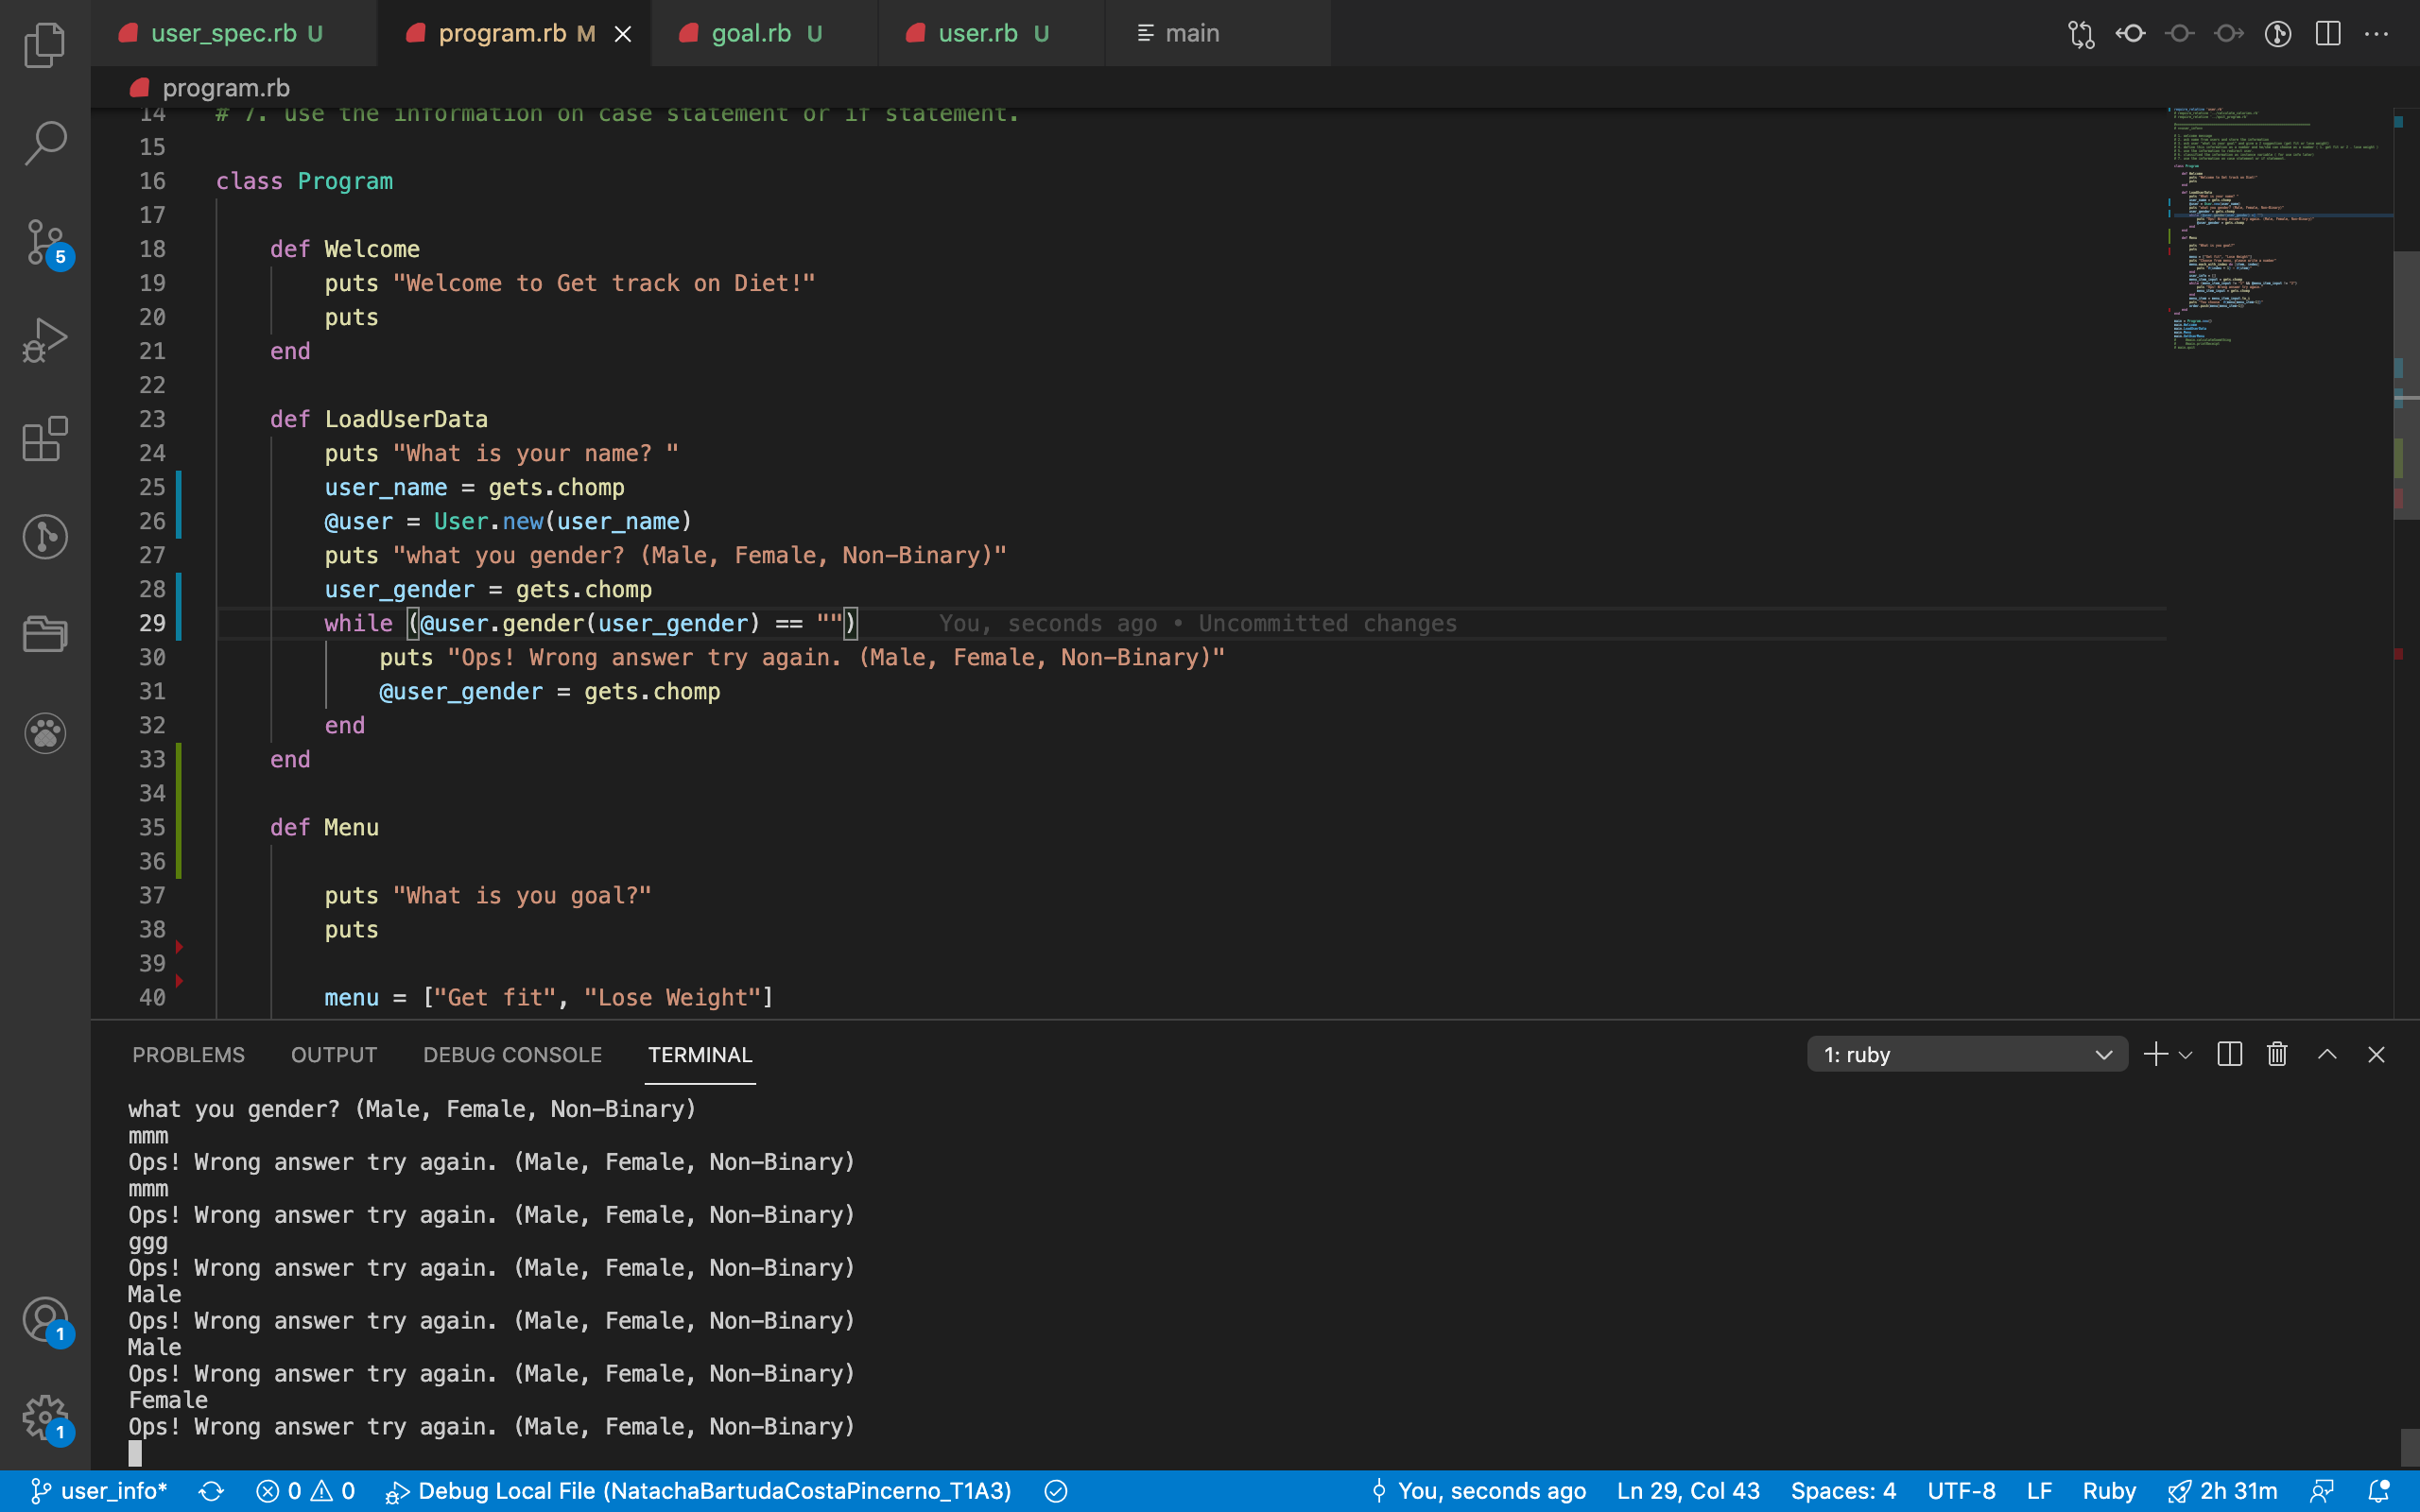 user_spec.rb U
program.rb M
goal.rb U
user.rb U
main
program.rb
14 # 7. use the information on case statement or if statement.
15
16 class Program
17
18 def Welcome
19 puts "Welcome to Get track on Diet!"
20 puts
21 end
22
23 def LoadUserData
24 puts "What is your name? "
25 user_name = gets.chomp
26 @user = User.new(user_name)
27 puts "what you gender? (Male, Female, Non-Binary)"
28 user_gender = gets.chomp
29 while (@user.gender(user_gender) == "") You, seconds ago • Uncommitted changes
30 puts "Ops! Wrong answer try again. (Male, Female, Non-Binary)"
31 @user_gender = gets.chomp
32 end
33 end
34
35 def Menu
36
37 puts "What is you goal?"
38 puts
39
40 menu = ["Get fit", "Lose Weight"]
5
1
1
PROBLEMS OUTPUT DEBUG CONSOLE TERMINAL 1: ruby
what you gender? (Male, Female, Non-Binary)
mmm
Ops! Wrong answer try again. (Male, Female, Non-Binary)
mmm
Ops! Wrong answer try again. (Male, Female, Non-Binary)
ggg
Ops! Wrong answer try again. (Male, Female, Non-Binary)
Male
Ops! Wrong answer try again. (Male, Female, Non-Binary)
Male
Ops! Wrong answer try again. (Male, Female, Non-Binary)
Female
Ops! Wrong answer try again. (Male, Female, Non-Binary)
user_info* 0 0 Debug Local File (NatachaBartudaCostaPincerno_T1A3) You, seconds ago Ln 29, Col 43 Spaces: 4 UTF-8 LF Ruby 2h 31m